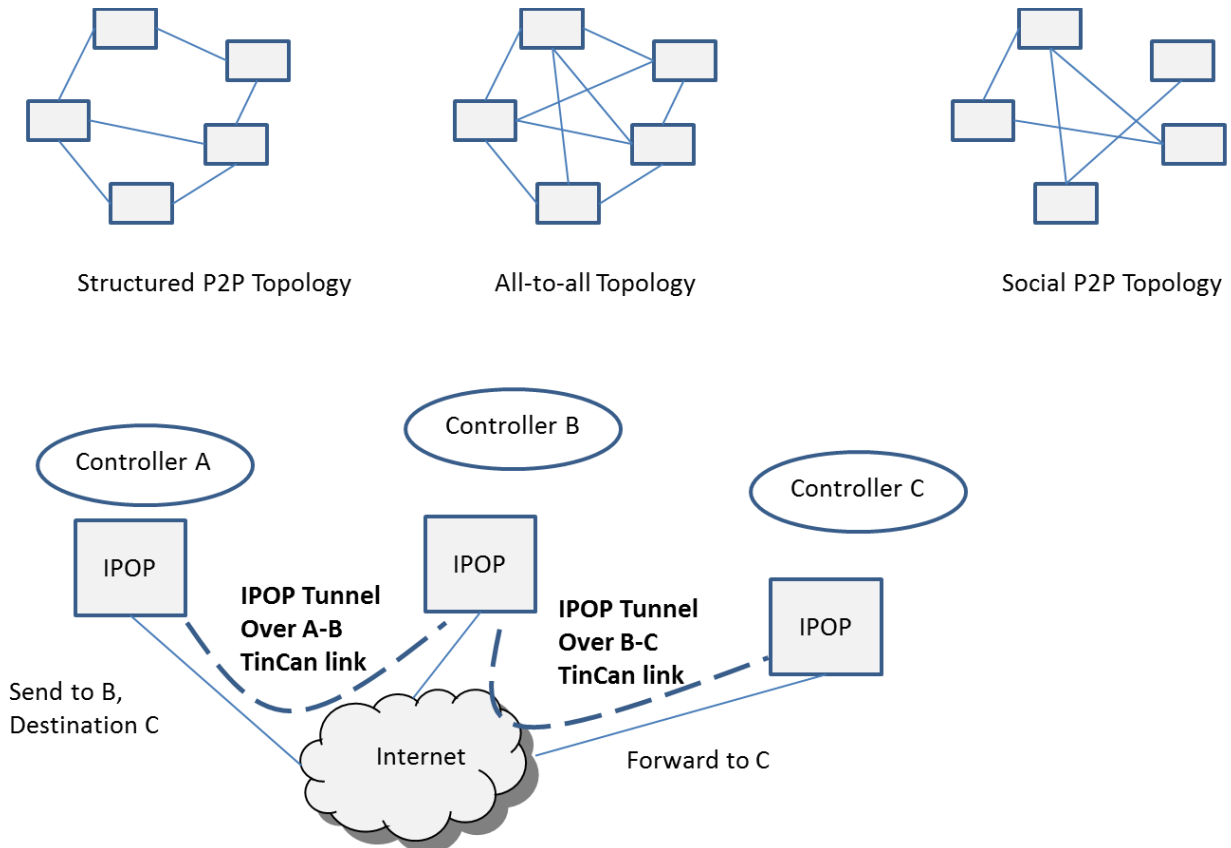 Structured P2P Topology
All-to-all Topology
Social P2P Topology
Controller A
Controller B
Controller C
IPOP
IPOP
IPOP
IPOP Tunnel
Over A-B
TinCan link
IPOP Tunnel
Over B-C
TinCan link
Send to B,
Destination C
Internet
Forward to C